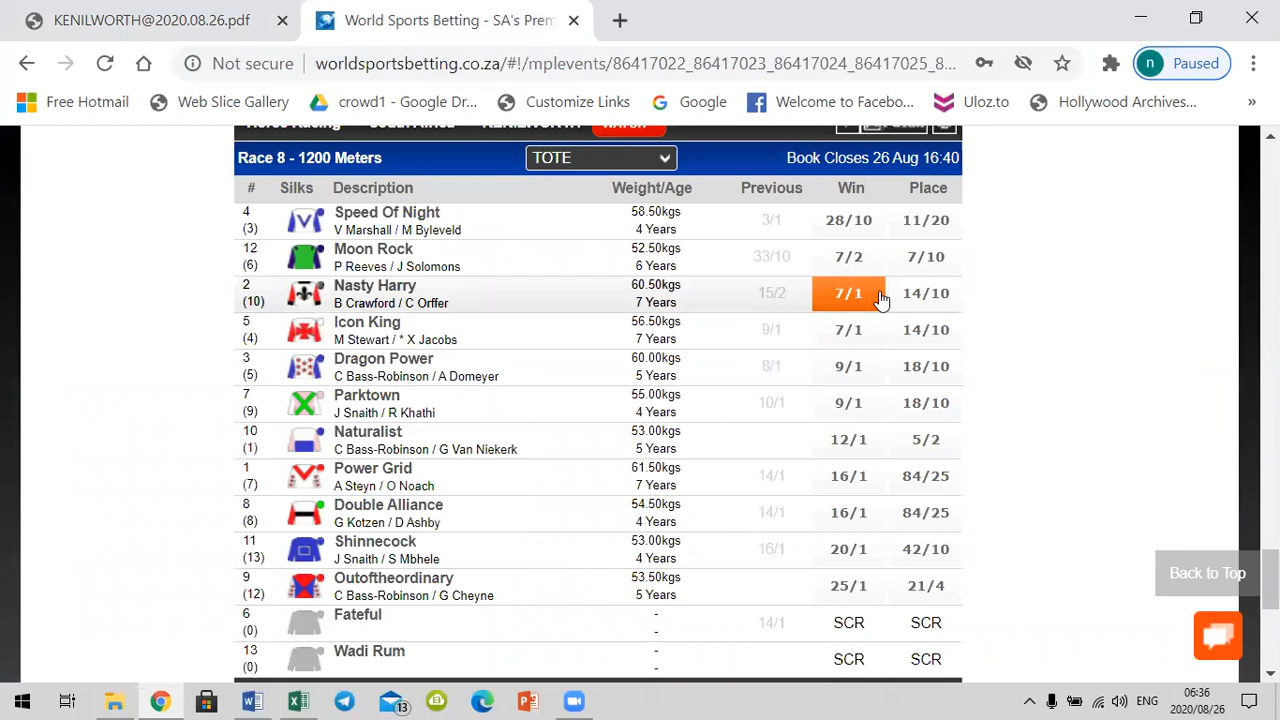 KENILWORTH@2020.08.26.pdf
World Sports Betting - SA's Prem
Not secure
worldsportsbetting.co.za/#!/mplevents/86417022_86417023_86417024_86417025_8...
n
Paused
Free Hotmail
Web Slice Gallery
crowd1 - Google Dr...
Customize Links
Google
Welcome to Facebo...
Uloz.to
Hollywood Archives...
»
Race 8 - 1200 Meters
TOTE
Book Closes 26 Aug 16:40
# Silks Description Weight/Age Previous Win Place
4 Speed Of Night 58.50kgs 3/1 28/10 11/20
(3) V Marshall / M Byleveld 4 Years
12 Moon Rock 52.50kgs 33/10 7/2 7/10
(6) P Reeves / J Solomons 6 Years
2 Nasty Harry 60.50kgs 15/2 7/1 14/10
(10) B Crawford / C Orffer 7 Years
5 Icon King 56.50kgs 9/1 7/1 14/10
(4) M Stewart / * X Jacobs 7 Years
3 Dragon Power 60.00kgs 8/1 9/1 18/10
(5) C Bass-Robinson / A Domeyer 5 Years
7 Parktown 55.00kgs 10/1 9/1 18/10
(9) J Snaith / R Khathi 4 Years
10 Naturalist 53.00kgs 12/1 5/2
(1) C Bass-Robinson / G Van Niekerk 5 Years
1 Power Grid 61.50kgs 14/1 16/1 84/25
(7) A Steyn / O Noach 7 Years
8 Double Alliance 54.50kgs 14/1 16/1 84/25
(8) G Kotzen / D Ashby 4 Years
11 Shinnecock 53.00kgs 16/1 20/1 42/10
(13) J Snaith / S Mbhele 4 Years
9 Outoftheordinary 53.50kgs 25/1 21/4
(12) C Bass-Robinson / G Cheyne 5 Years
6 Fateful - 14/1 SCR SCR
(0) -
13 Wadi Rum - SCR SCR
(0) -
Back to Top
13
ENG
06:36
2020/08/26